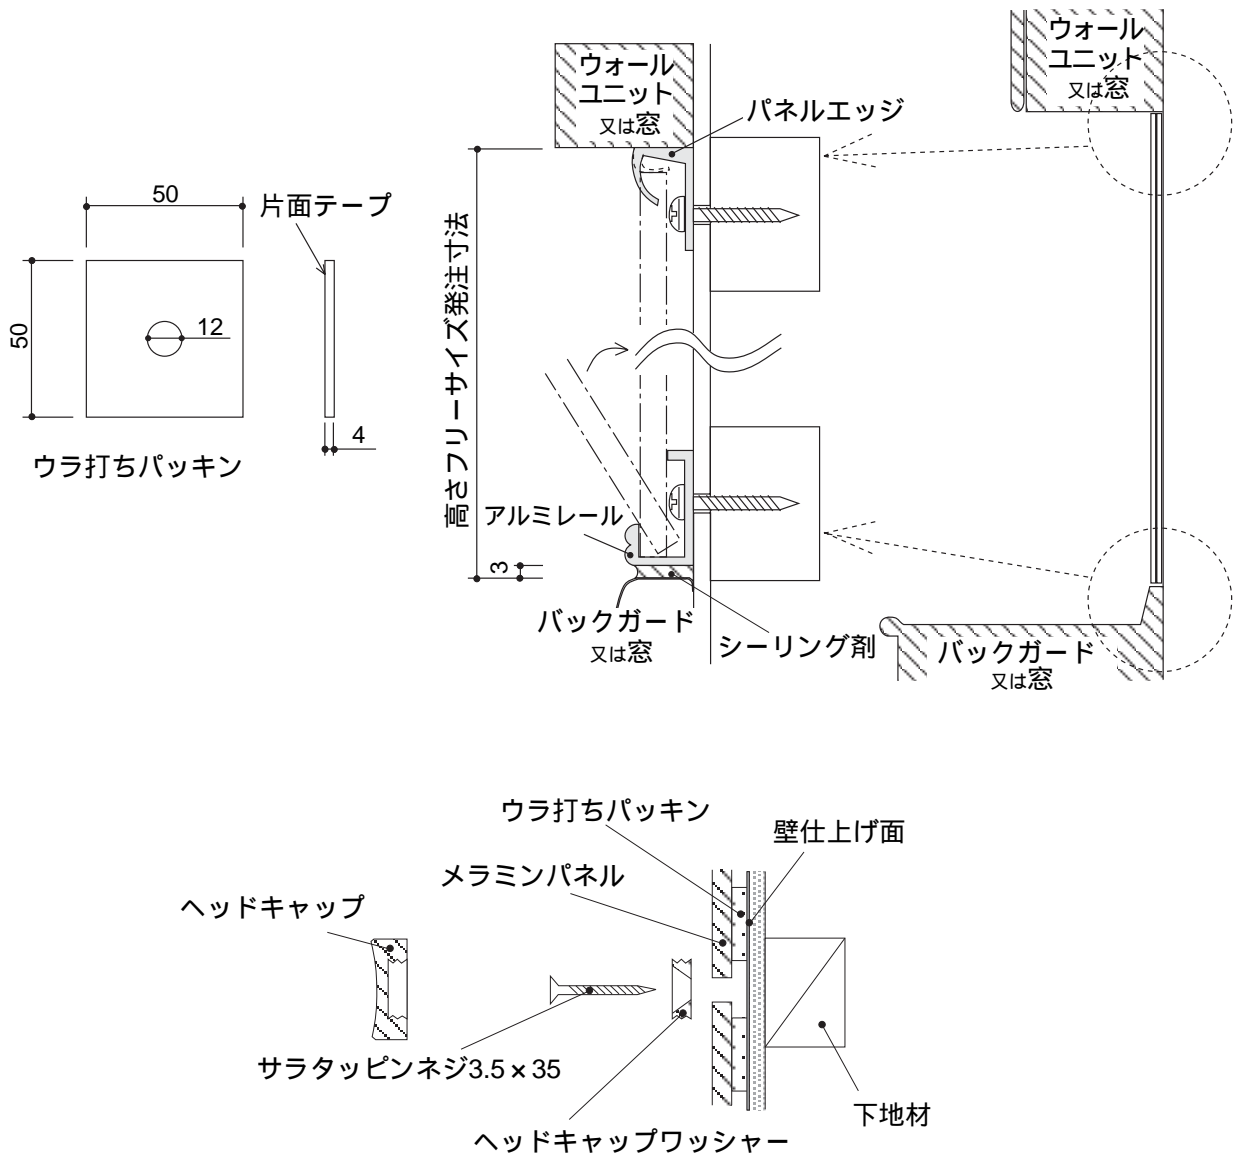 ウォール
ユニット
又は窓
パネルエッジ
ウォール
ユニット
又は窓
50
片面テープ
50
12
4
ウラ打ちパッキン
高さフリーサイズ発注寸法
アルミレール
3
バックガード
又は窓
シーリング剤
バックガード
又は窓
ウラ打ちパッキン
壁仕上げ面
メラミンパネル
ヘッドキャップ
サラタッピンネジ3.5×35
下地材
ヘッドキャップワッシャー